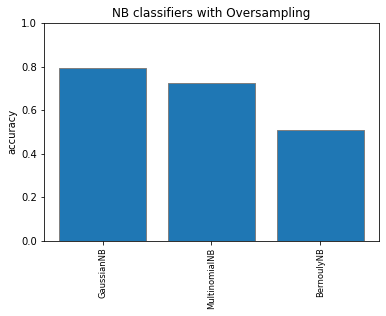 NB classifiers with Oversampling
1.0
0.8
0.6
0.4
0.2
0.0
accuracy
GaussianNB
MultinomialNB
BernoulyNB